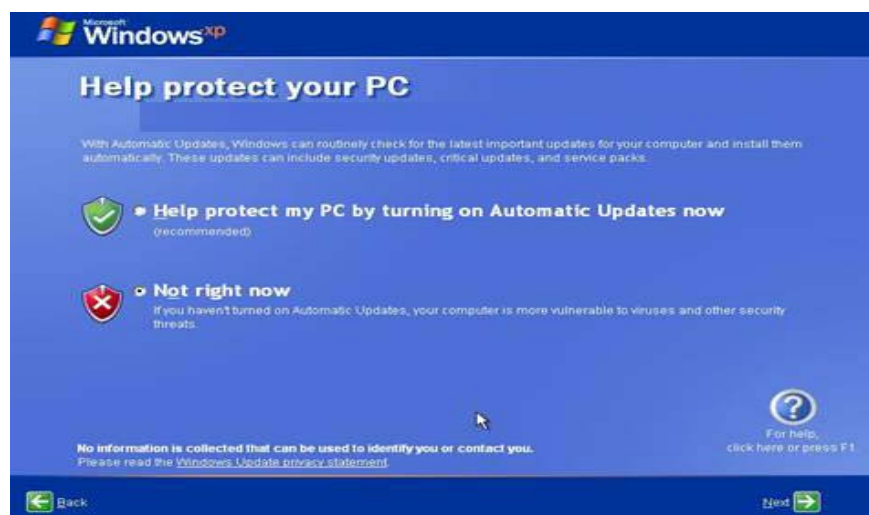 Microsoft
Windows xp
Help protect your PC
With Automatic Updates, Windows can routinely check for the latest important updates for your computer and install them
automatically. These updates can include security updates, critical updates, and service packs.
Help protect my PC by turning on Automatic Updates now
(recommended)
Not right now
If you haven't turned on Automatic Updates, your computer is more vulnerable to viruses and other security
threats.
For help,
click here or press F1
No information is collected that can be used to identify you or contact you.
Please read the Windows Update privacy statement.
Back
Next